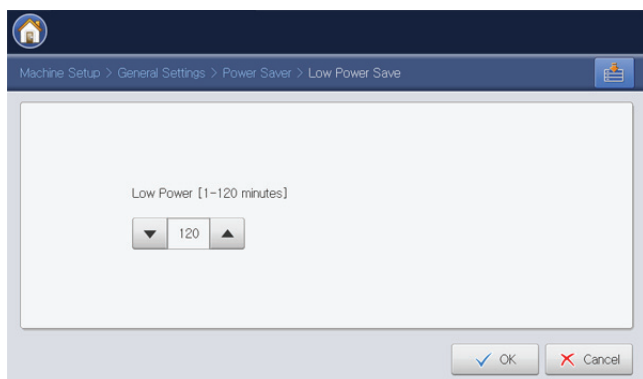 Machine Setup > General Settings > Power Saver > Low Power Save
Low Power [1-120 minutes]
120
OK
Cancel